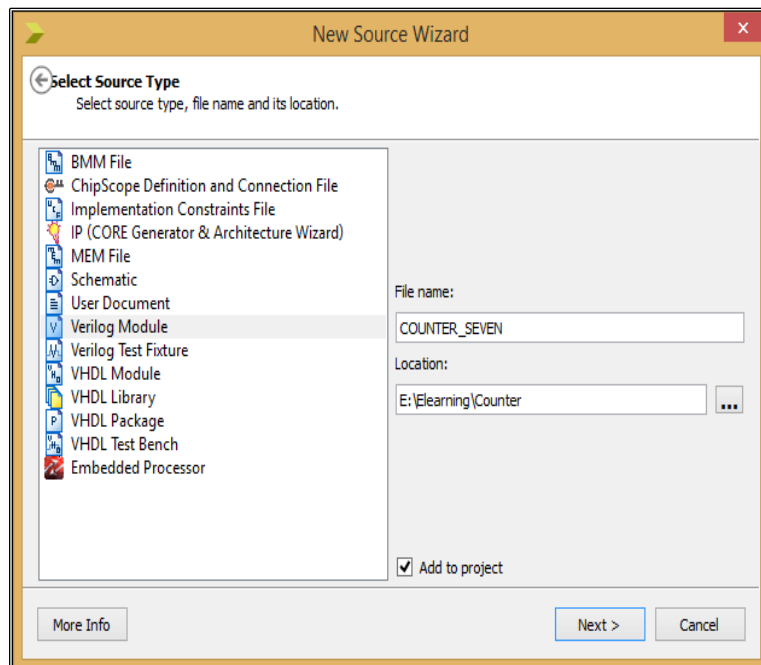 New Source Wizard
x
Select Source Type
Select source type, file name and its location.
BMM File
ChipScope Definition and Connection File
Implementation Constraints File
IP (CORE Generator & Architecture Wizard)
MEM File
Schematic
User Document
Verilog Module
Verilog Test Fixture
VHDL Module
VHDL Library
VHDL Package
VHDL Test Bench
Embedded Processor
File name:
COUNTER_SEVEN
Location:
E:\Elearning\Counter
...
Add to project
More Info
Next >
Cancel